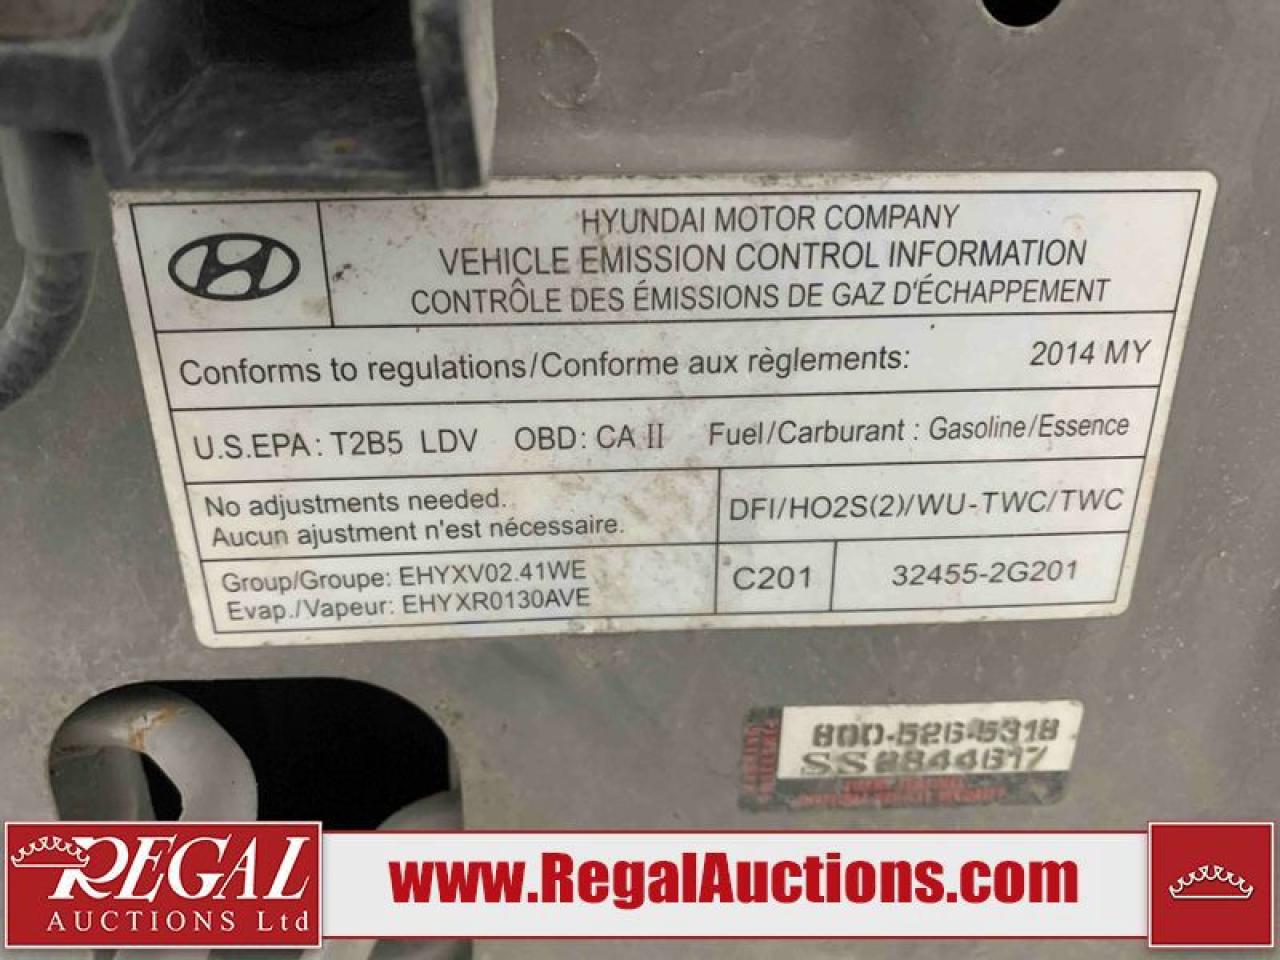 HYUNDAI MOTOR COMPANY
VEHICLE EMISSION CONTROL INFORMATION
CONTRÔLE DES ÉMISSIONS DE GAZ D'ÉCHAPPEMENT
Conforms to regulations/Conforme aux règlements: 2014 MY
U.S.EPA: T2B5 LDV OBD: CA II Fuel/Carburant : Gasoline/Essence
No adjustments needed.
Aucun ajustment n'est nécessaire.
DFI/HO2S(2)/WU-TWC/TWC
Group/Groupe: EHYXV02.41WE
Evap./Vapeur: EHYXR0130AVE
C201 32455-2G201
800-526-5318
SS2844617
REGAL
AUCTIONS Ltd
www.RegalAuctions.com